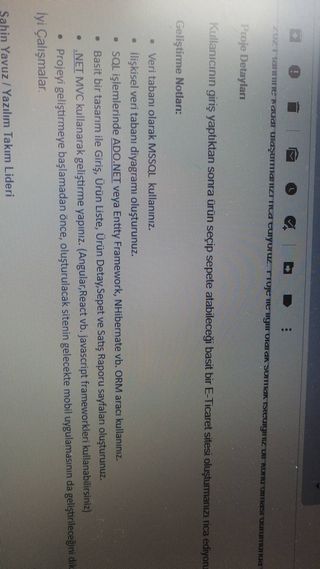 Proje Detayları
Kullanıcının giriş yaptıktan sonra ürün seçip sepete atabileceği basit bir E-Ticaret sitesi oluşturmanızı rica ediyoru
Geliştirme Notları:
• Veri tabanı olarak MSSQL kullanınız.
• İlişkisel veri tabanı diyagramı oluşturunuz.
• SQL işlemlerinde ADO.NET veya Entity Framework, NHibernate vb. ORM aracı kullanınız.
• Basit bir tasarım ile Giriş, Ürün Liste, Ürün Detay,Sepet ve Satış Raporu sayfaları oluşturunuz.
• .NET MVC kullanarak geliştirme yapınız. (Angular,React vb. javascript frameworkleri kullanabilirsiniz)
• Projeyi geliştirmeye başlamadan önce, oluşturulacak sitenin gelecekte mobil uygulamasının da geliştirileceğini dik
İyi Çalışmalar.
Şahin Yavuz / Yazılım Takım Lideri